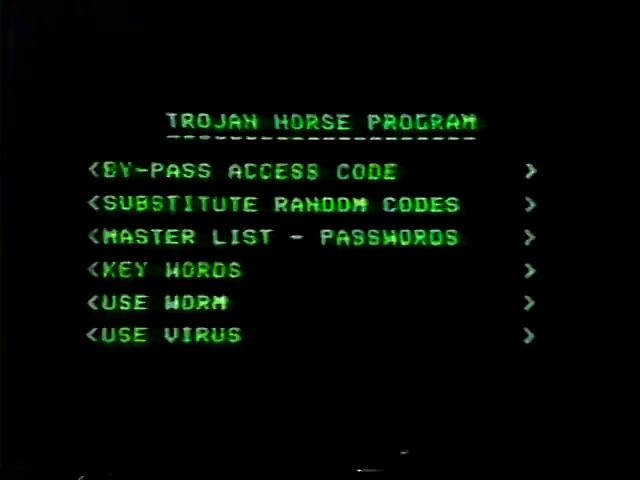 TROJAN HORSE PROGRAM
<BY-PASS ACCESS CODE >
<SUBSTITUTE RANDOM CODES >
<MASTER LIST - PASSWORDS >
<KEY WORDS >
<USE WORM >
<USE VIRUS >